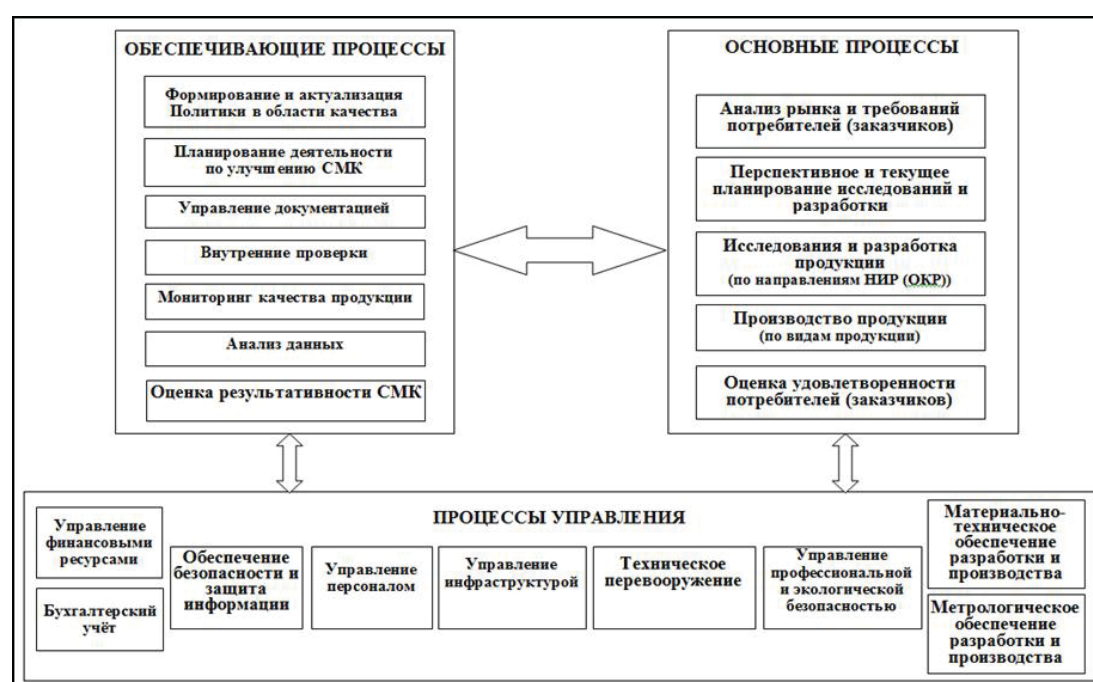 ОБЕСПЕЧИВАЮЩИЕ ПРОЦЕССЫ
Формирование и актуализация
Политики в области качества
Планирование деятельности
по улучшению СМК
Управление документацией
Внутренние проверки
Мониторинг качества продукции
Анализ данных
Оценка результативности СМК
ОСНОВНЫЕ ПРОЦЕССЫ
Анализ рынка и требований
потребителей (заказчиков)
Перспективное и текущее
планирование исследований и
разработки
Исследования и разработка
продукции
(по направлениям НИР (ОКР))
Производство продукции
(по видам продукции)
Оценка удовлетворенности
потребителей (заказчиков)
ПРОЦЕССЫ УПРАВЛЕНИЯ
Управление
финансовыми
ресурсами
Бухгалтерский
учёт
Обеспечение
безопасности и
защита
информации
Управление
персоналом
Управление
инфраструктурой
Техническое
перевооружение
Управление
профессиональной
и экологической
безопасностью
Материально-
техническое
обеспечение
разработки и
производства
Метрологическое
обеспечение
разработки и
производства